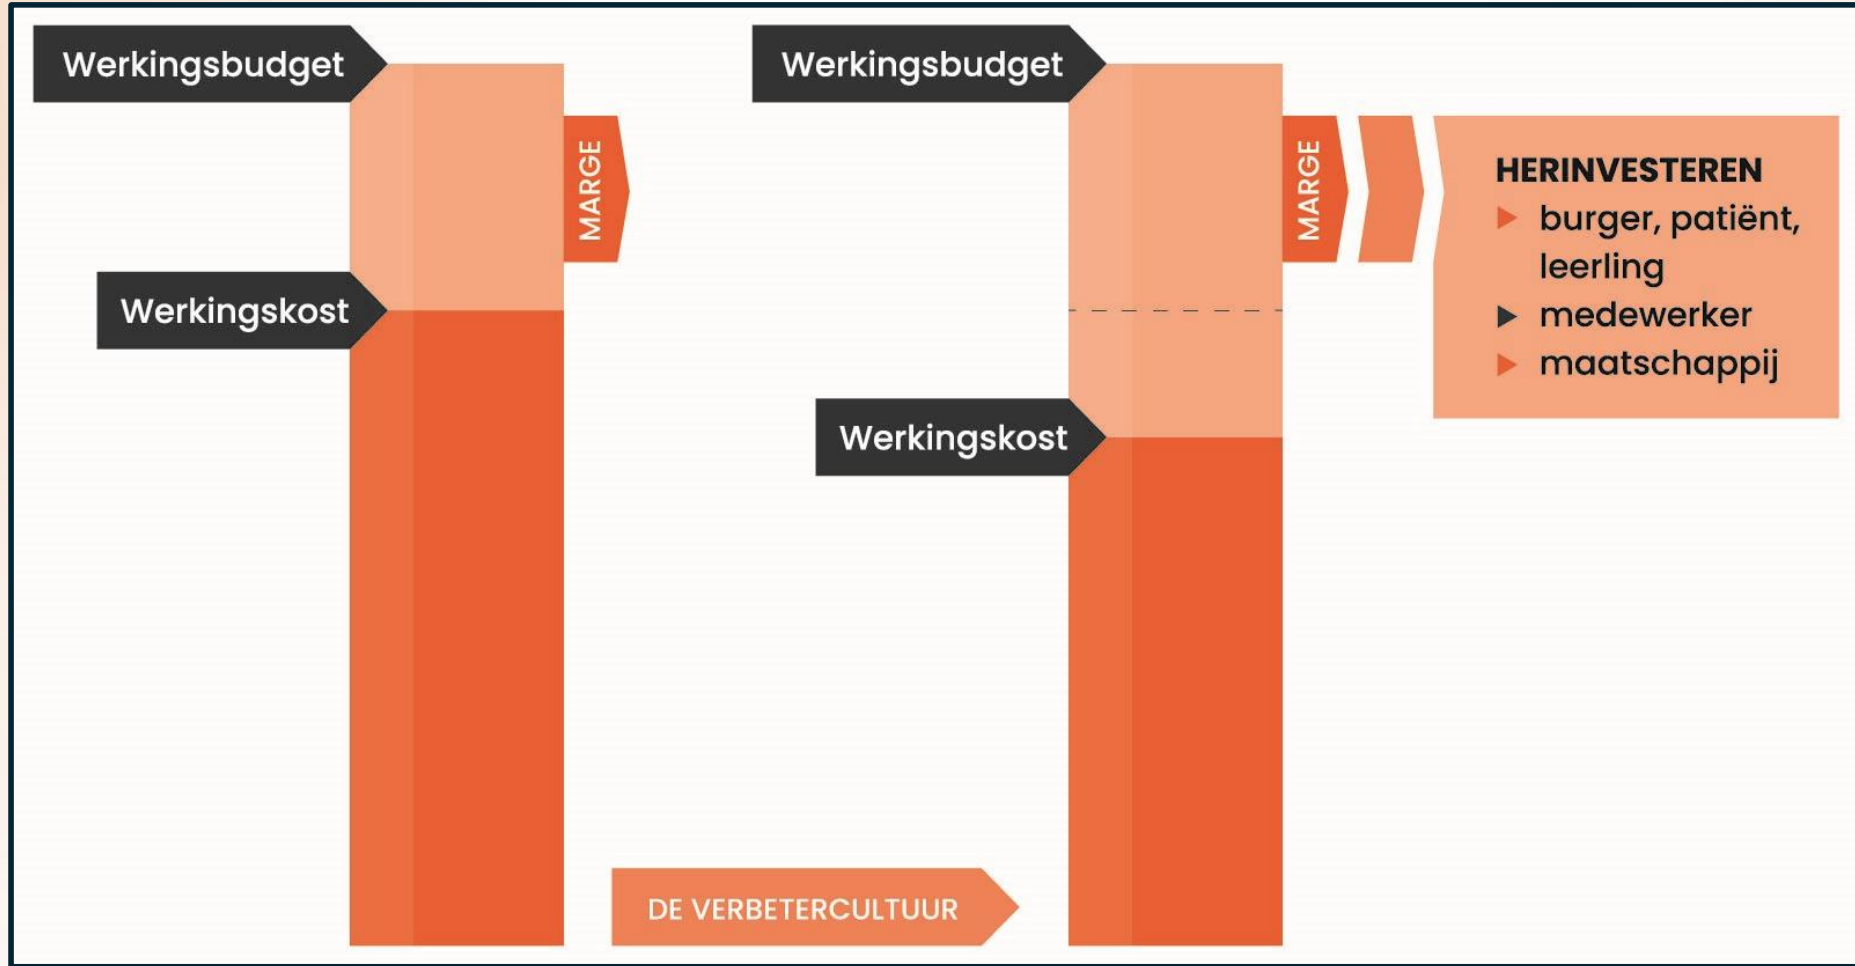 Werkingsbudget
MARGE
Werkingskost
DE VERBETERCULTUUR
Werkingsbudget
MARGE
Werkingskost
HERINVESTEREN
burger, patiënt,
leerling
medewerker
maatschappij